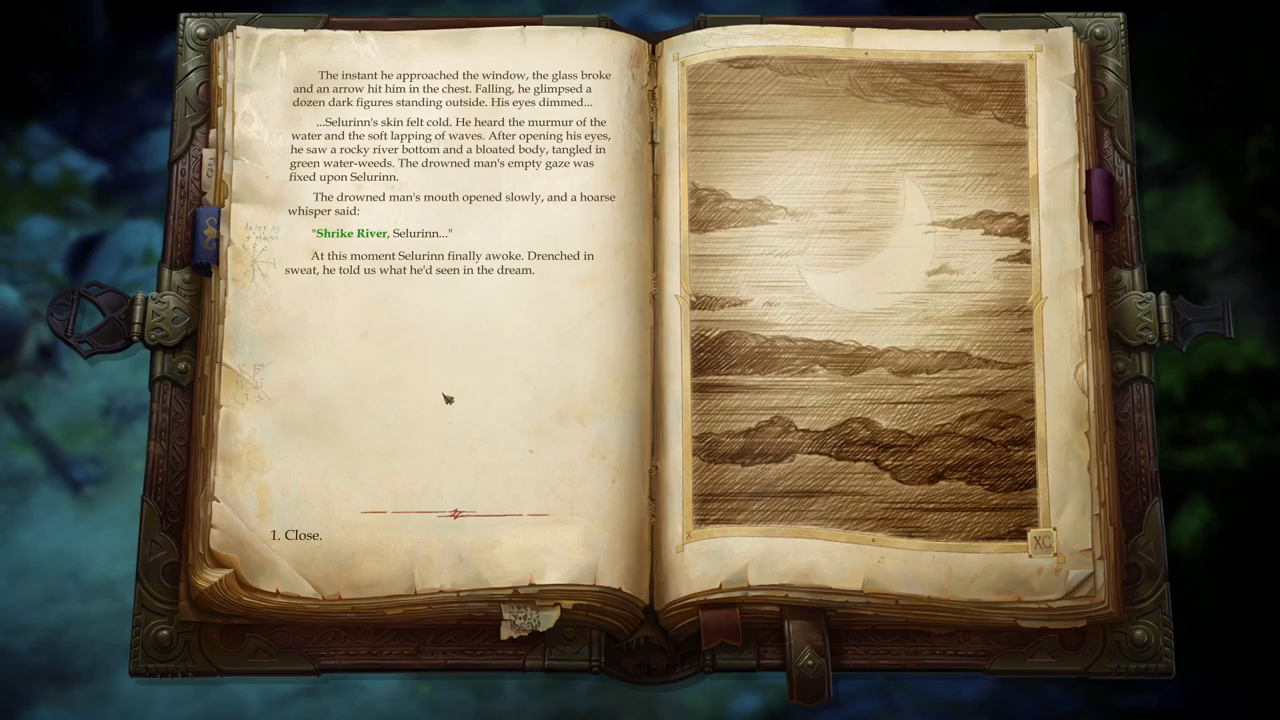 The instant he approached the window, the glass broke
and an arrow hit him in the chest. Falling, he glimpsed a
dozen dark figures standing outside. His eyes dimmed...
...Selurinn's skin felt cold. He heard the murmur of the
water and the soft lapping of waves. After opening his eyes,
he saw a rocky river bottom and a bloated body, tangled in
green water-weeds. The drowned man's empty gaze was
fixed upon Selurinn.
The drowned man's mouth opened slowly, and a hoarse
whisper said:
"Shrike River, Selurinn..."
At this moment Selurinn finally awoke. Drenched in
sweat, he told us what he'd seen in the dream.
1. Close.
XC